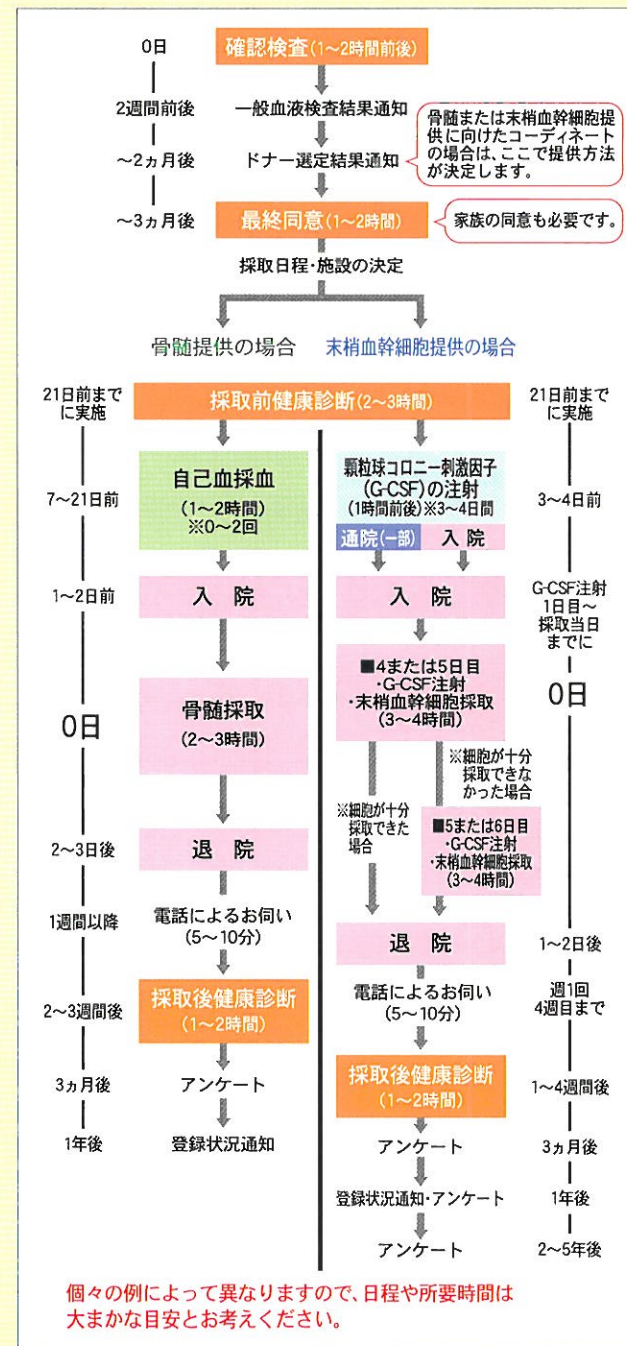 0日
確認検査(1〜2時間前後)
2週間前後
一般血液検査結果通知
〜2ヵ月後
ドナー選定結果通知
骨髄または末梢血幹細胞提
供に向けたコーディネート
の場合は、ここで提供方法
が決定します。
〜3ヵ月後
最終同意(1〜2時間)
家族の同意も必要です。
採取日程・施設の決定
骨髄提供の場合
末梢血幹細胞提供の場合
21日前まで
に実施
採取前健康診断(2〜3時間)
21日前まで
に実施
7〜21日前
自己血採血
(1〜2時間)
※0〜2回
1〜2日前
入 院
0日
骨髄採取
(2〜3時間)
2〜3日後
退 院
1週間以降
電話によるお伺い
(5〜10分)
2〜3週間後
採取後健康診断
(1〜2時間)
3ヵ月後
アンケート
1年後
登録状況通知
顆粒球コロニー刺激因子
(G-CSF)の注射
(1時間前後)※3〜4日間
通院(一部)
入 院
3〜4日前
入 院
G-CSF注射
1日目〜
採取当日
までに
■4または5日目
・G-CSF注射
・末梢血幹細胞採取
(3〜4時間)
0日
※細胞が十分
採取できた
場合
※細胞が十分
採取できな
かった場合
■5または6日目
・G-CSF注射
・末梢血幹細胞採取
(3〜4時間)
退 院
1〜2日後
電話によるお伺い
(5〜10分)
週1回
4週目まで
採取後健康診断
(1〜2時間)
1〜4週間後
アンケート
3ヵ月後
登録状況通知・アンケート
1年後
アンケート
2〜5年後
個々の例によって異なりますので、日程や所要時間は
大まかな目安とお考えください。